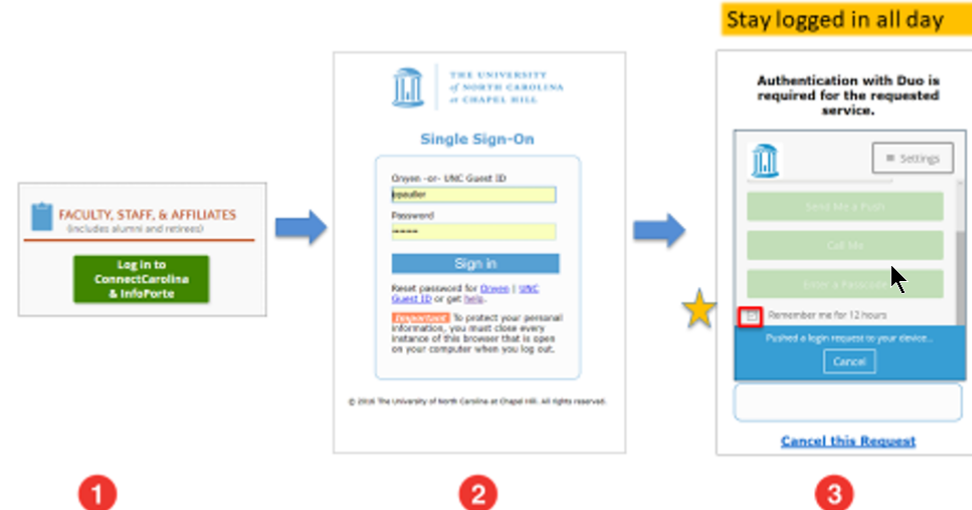 Stay logged in all day
FACULTY, STAFF, & AFFILIATES
(includes alumni and retirees)
Log in to
ConnectCarolina
& InfoPorte
THE UNIVERSITY
of NORTH CAROLINA
at CHAPEL HILL
Single Sign-On
Onyen -or- UNC Guest ID
Password
Sign in
Reset password for Onyen | UNC
Guest ID or get help.
Important To protect your personal
information, you must close every
instance of this browser that is open
on your computer when you log out.
© 2016 The University of North Carolina at Chapel Hill. All rights reserved.
Authentication with Duo is
required for the requested
service.
Settings
Send Me a Push
Call Me
Enter a Passcode
Remember me for 12 hours
Pushed a login request to your device...
Cancel
Cancel this Request
1
2
3